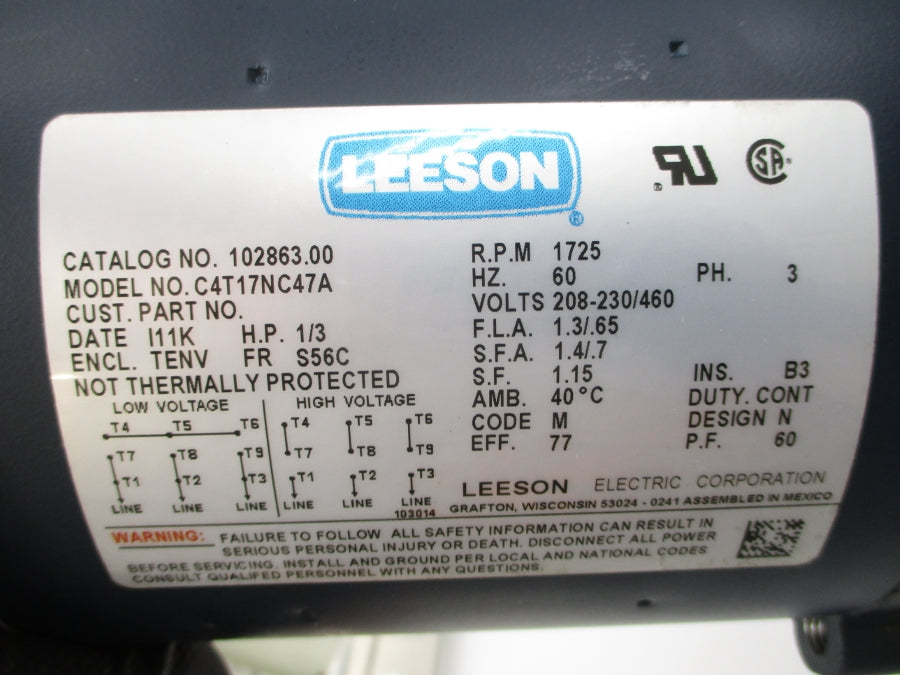 LEESON
®
CATALOG NO. 102863.00
MODEL NO. C4T17NC47A
CUST. PART NO.
DATE I11K H.P. 1/3
ENCL. TENV FR S56C
NOT THERMALLY PROTECTED
R.P.M 1725
HZ. 60 PH. 3
VOLTS 208-230/460
F.L.A. 1.3/.65
S.F.A. 1.4/.7
S.F. 1.15 INS. B3
AMB. 40°C DUTY. CONT
CODE M DESIGN N
EFF. 77 P.F. 60
LOW VOLTAGE HIGH VOLTAGE
T4 T5 T6 T4 T5 T6
T7 T8 T9 T7 T8 T9
T1 T2 T3 T1 T2 T3
LINE LINE LINE LINE LINE LINE
103014
LEESON ELECTRIC CORPORATION
GRAFTON, WISCONSIN 53024 - 0241 ASSEMBLED IN MEXICO
WARNING: FAILURE TO FOLLOW ALL SAFETY INFORMATION CAN RESULT IN
SERIOUS PERSONAL INJURY OR DEATH. DISCONNECT ALL POWER
BEFORE SERVICING. INSTALL AND GROUND PER LOCAL AND NATIONAL CODES
CONSULT QUALIFED PERSONNEL WITH ANY QUESTIONS.